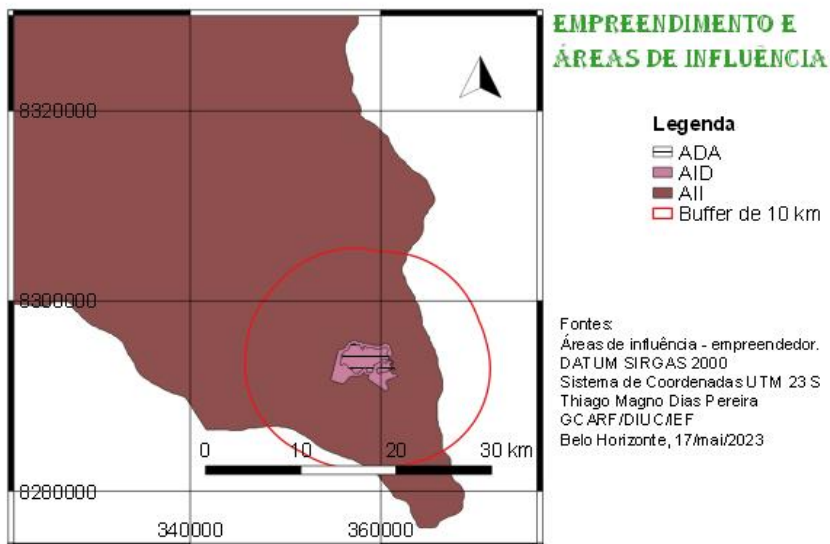 EMPREENDIMENTO E
ÁREAS DE INFLUÊNCIA
Legenda
ADA
AID
AII
Buffer de 10 km
8320000
8300000
8280000
340000 360000
0 10 20 30 km
Fontes:
Áreas de influência - empreendedor.
DATUM SIRGAS 2000
Sistema de Coordenadas UTM 23 S
Thiago Magno Dias Pereira
GCARF/DIUC/IEF
Belo Horizonte, 17/mai/2023